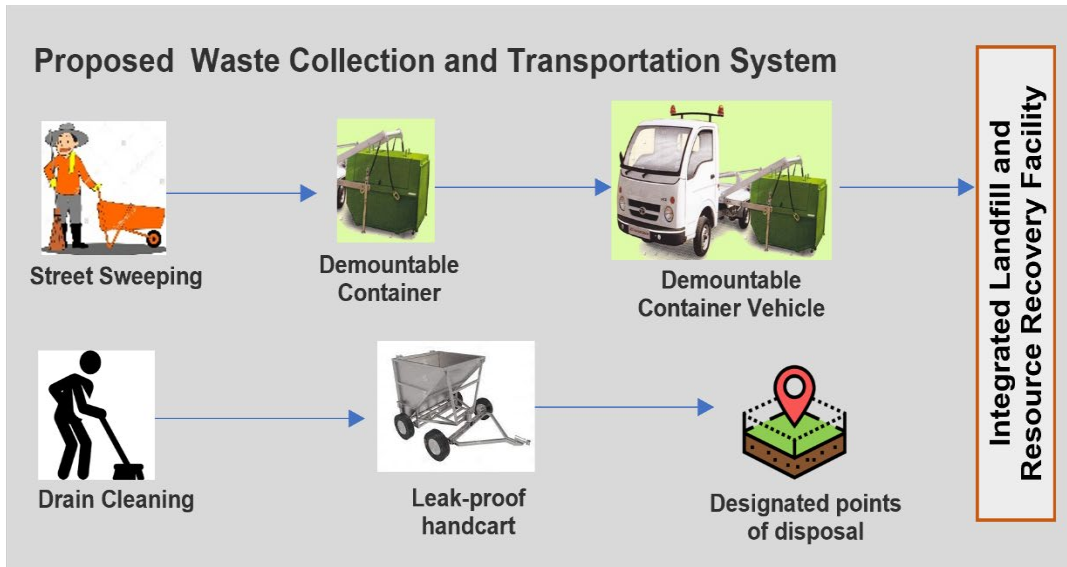 Proposed Waste Collection and Transportation System
Street Sweeping
Demountable
Container
Demountable
Container Vehicle
Integrated Landfill and
Resource Recovery Facility
Drain Cleaning
Leak-proof
handcart
Designated points
of disposal